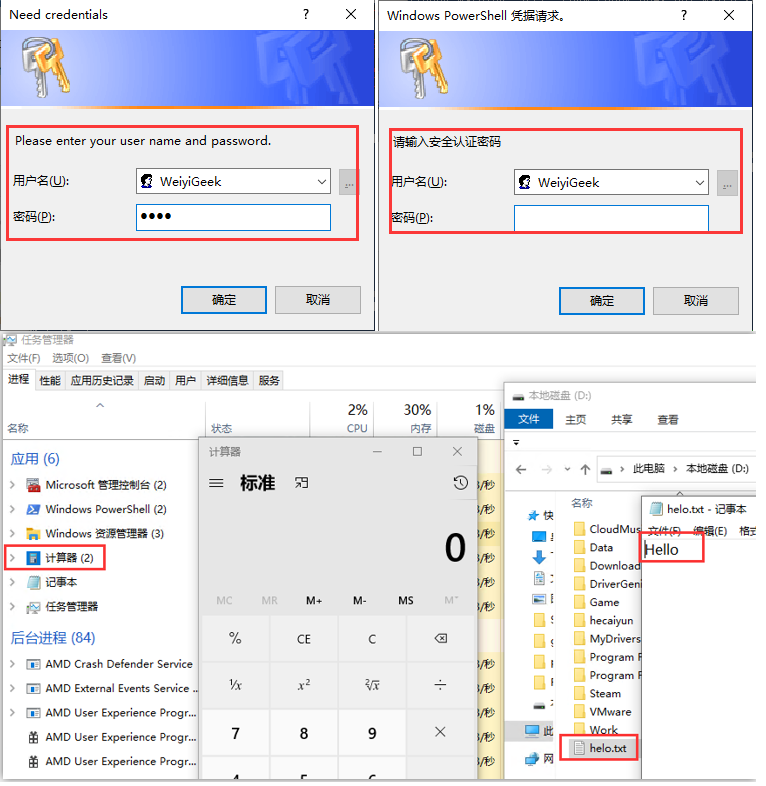 Need credentials
?
Please enter your user name and password.
用户名(U):
WeiyiGeek
...
密码(P):
●●●●
确定
取消
Windows PowerShell 凭据请求。
?
请输入安全认证密码
用户名(U):
WeiyiGeek
...
密码(P):
确定
取消
任务管理器
文件(F) 选项(O) 查看(V)
进程 性能 应用历史记录 启动 用户 详细信息 服务
2% 30% 1%
名称 状态 CPU 内存 磁盘
应用 (6)
Microsoft 管理控制台 (2)
Windows PowerShell (2)
Windows 资源管理器 (3)
计算器 (2)
记事本
任务管理器
后台进程 (84)
AMD Crash Defender Service
AMD External Events Service ...
AMD User Experience Progr...
AMD User Experience Progr...
AMD User Experience Progr...
计算器
标准
0
MC MR M+ M- MS M˅
% CE C
¹/x x² ²√x ÷
7 8 9 ×
本地磁盘 (D:)
文件 主页 共享 查看
此电脑 › 本地磁盘 (D:)
名称
CloudMus
Data
Download
DriverGeni
Game
hecaiyun
MyDrivers
Program F
Program F
Steam
VMware
Work
helo.txt
helo.txt - 记事本
文件(F) 编辑(E) 格式
Hello